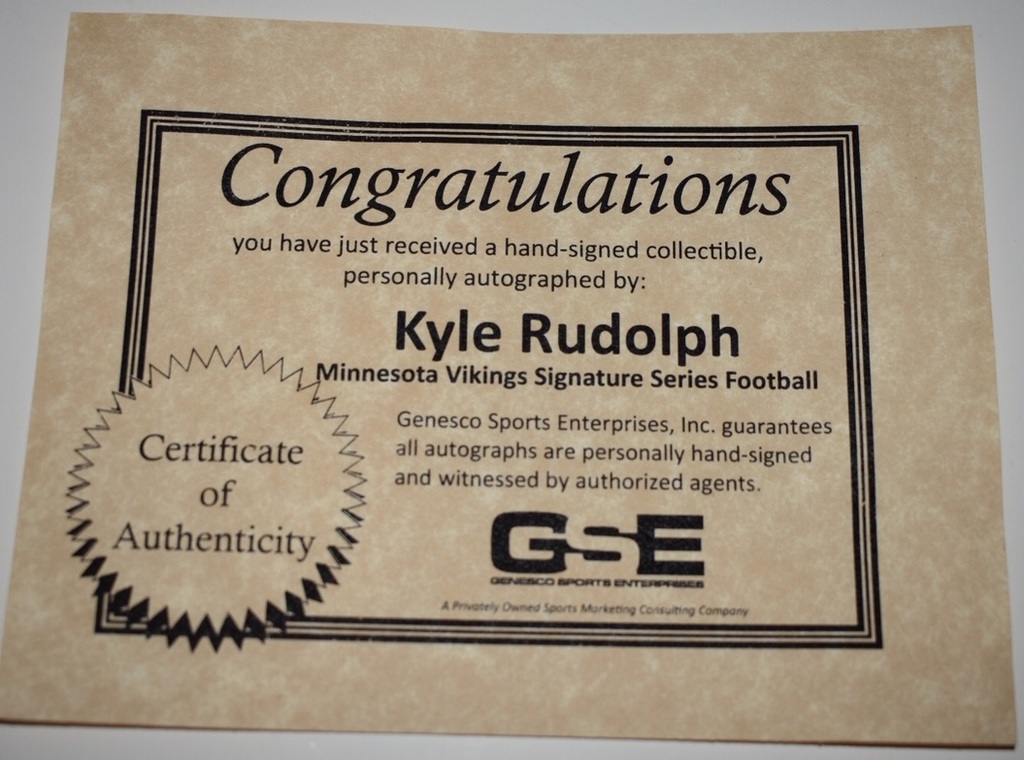 Congratulations
you have just received a hand-signed collectible,
personally autographed by:
Kyle Rudolph
Minnesota Vikings Signature Series Football
Genesco Sports Enterprises, Inc. guarantees
all autographs are personally hand-signed
and witnessed by authorized agents.
Certificate
of
Authenticity
GSE
GENESCO SPORTS ENTERPRISES
A Privately Owned Sports Marketing Consulting Company